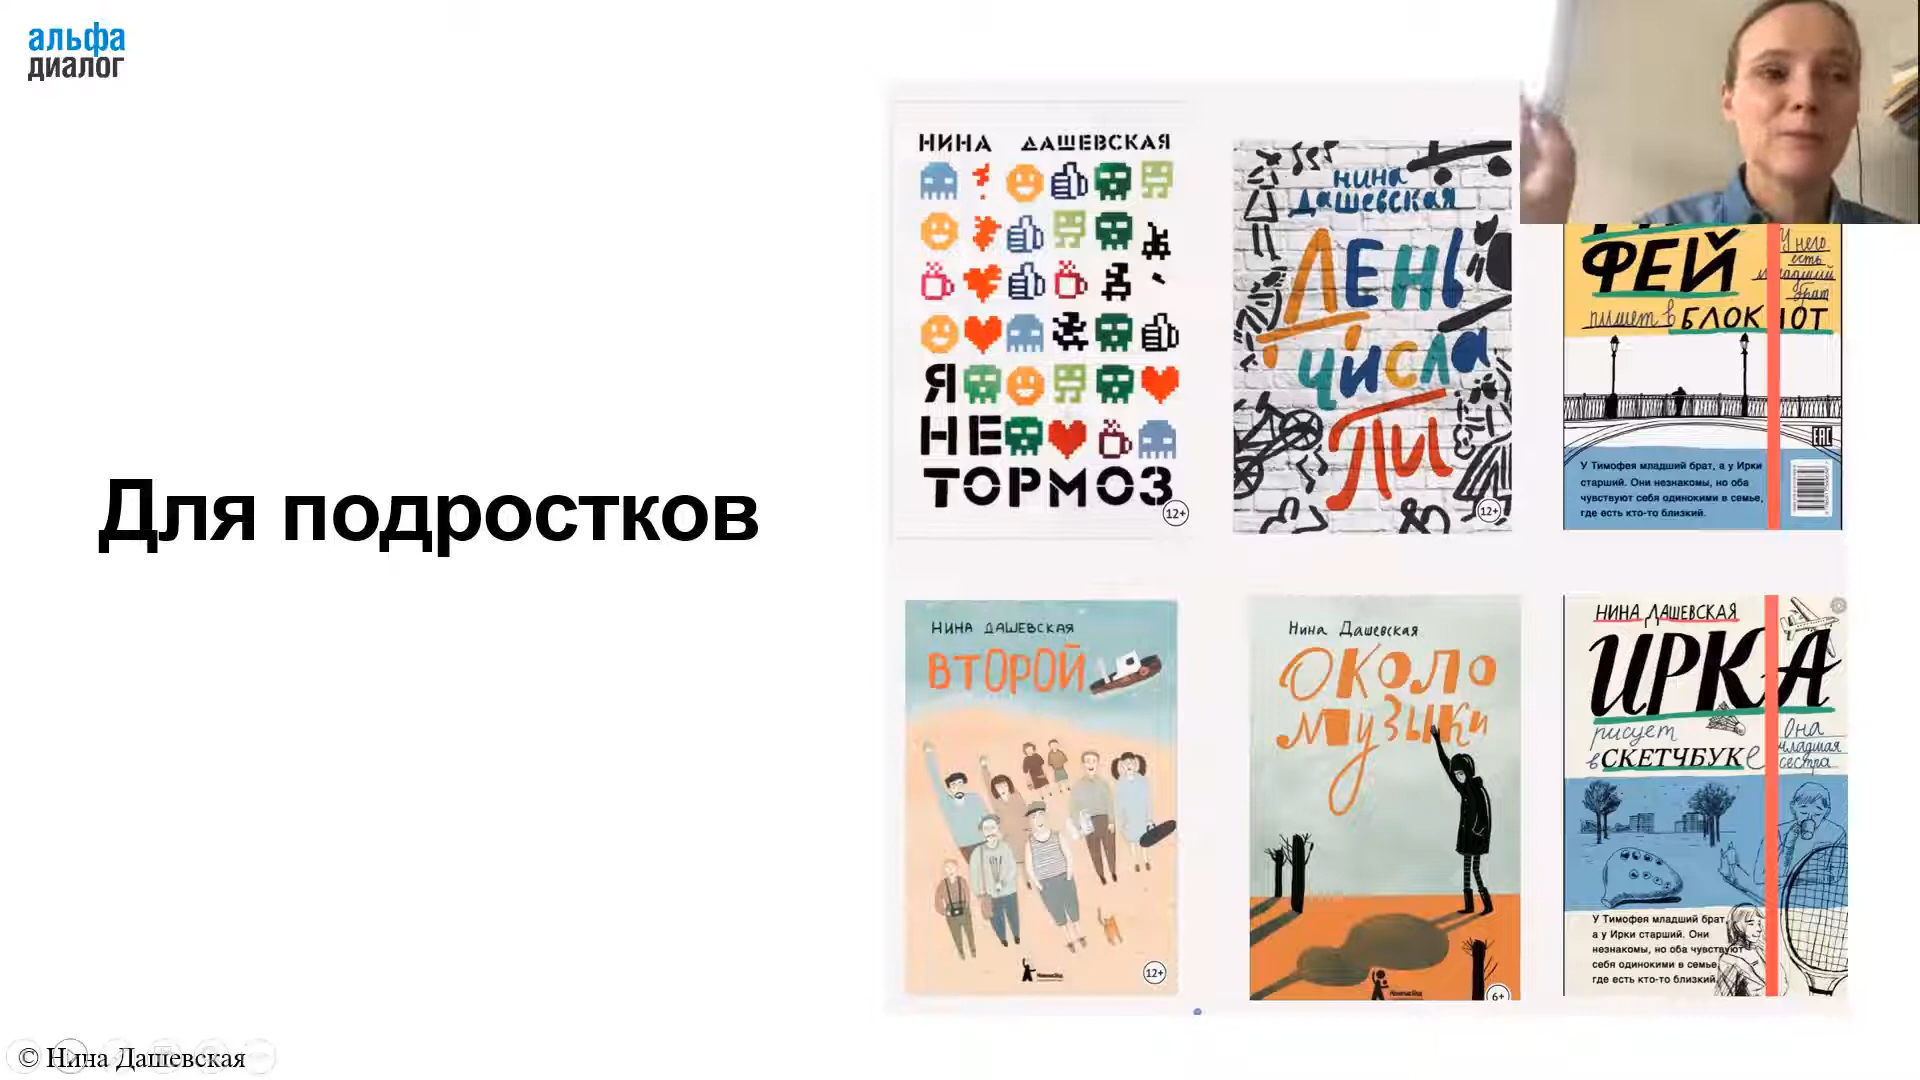 альфа
диалог
Для подростков
НИНА ДАШЕВСКАЯ
Я
НЕ
ТОРМОЗ
12+
нина
дашевская
ДЕНЬ
числа
Пи
12+
ФЕЙ
пишет в БЛОКНОТ
У него
есть
младший
брат
ЕАС
У Тимофея младший брат, а у Ирки
старший. Они незнакомы, но оба
чувствуют себя одинокими в семье,
где есть кто-то близкий.
НИНА ДАШЕВСКАЯ
ВТОРОЙ
12+
Нина Дашевская
ОКОЛО
музыки
6+
НИНА ДАШЕВСКАЯ
ИРКА
рисует
в СКЕТЧБУКе
Она
младшая
сестра
У Тимофея младший брат,
а у Ирки старший. Они
незнакомы, но оба чувствуют
себя одинокими в семье,
где есть кто-то близкий.
© Нина Дашевская